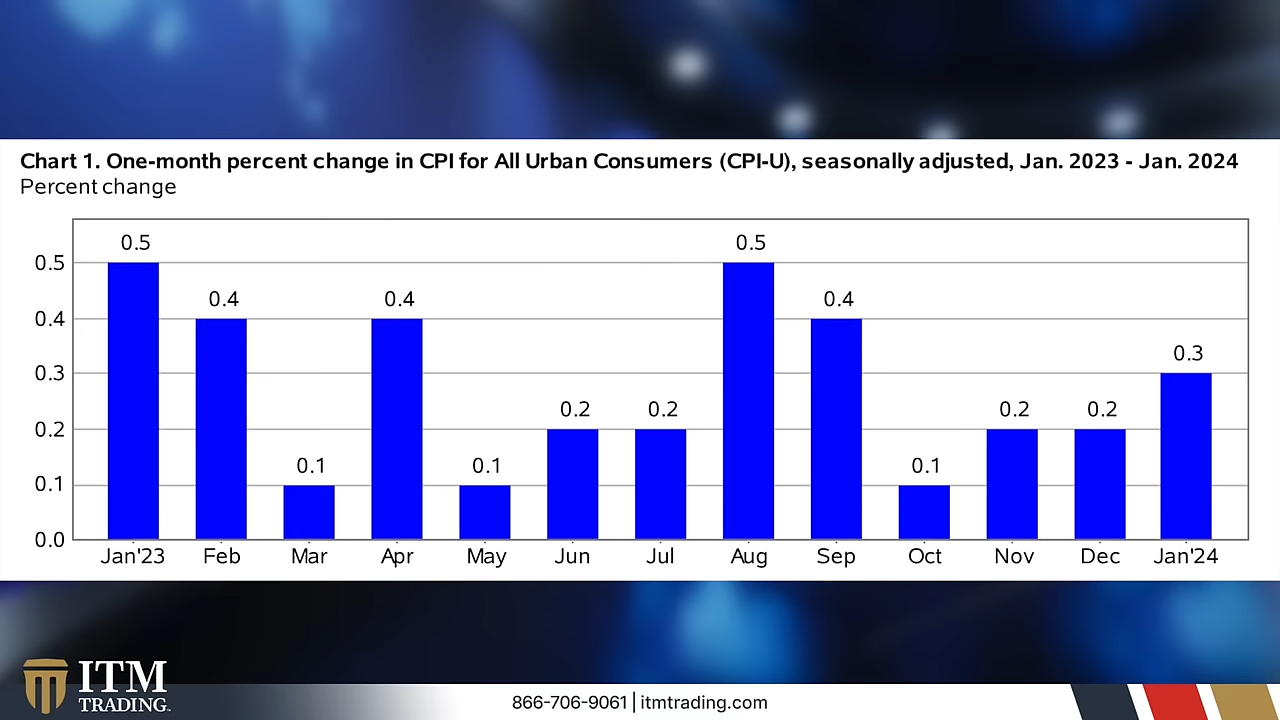 Chart 1. One-month percent change in CPI for All Urban Consumers (CPI-U), seasonally adjusted, Jan. 2023 - Jan. 2024
Percent change
0.5 0.4 0.1 0.4 0.1 0.2 0.2 0.5 0.4 0.1 0.2 0.2 0.3
0.5
0.4
0.3
0.2
0.1
0.0
Jan'23 Feb Mar Apr May Jun Jul Aug Sep Oct Nov Dec Jan'24
ITM
TRADING.
866-706-9061 | itmtrading.com